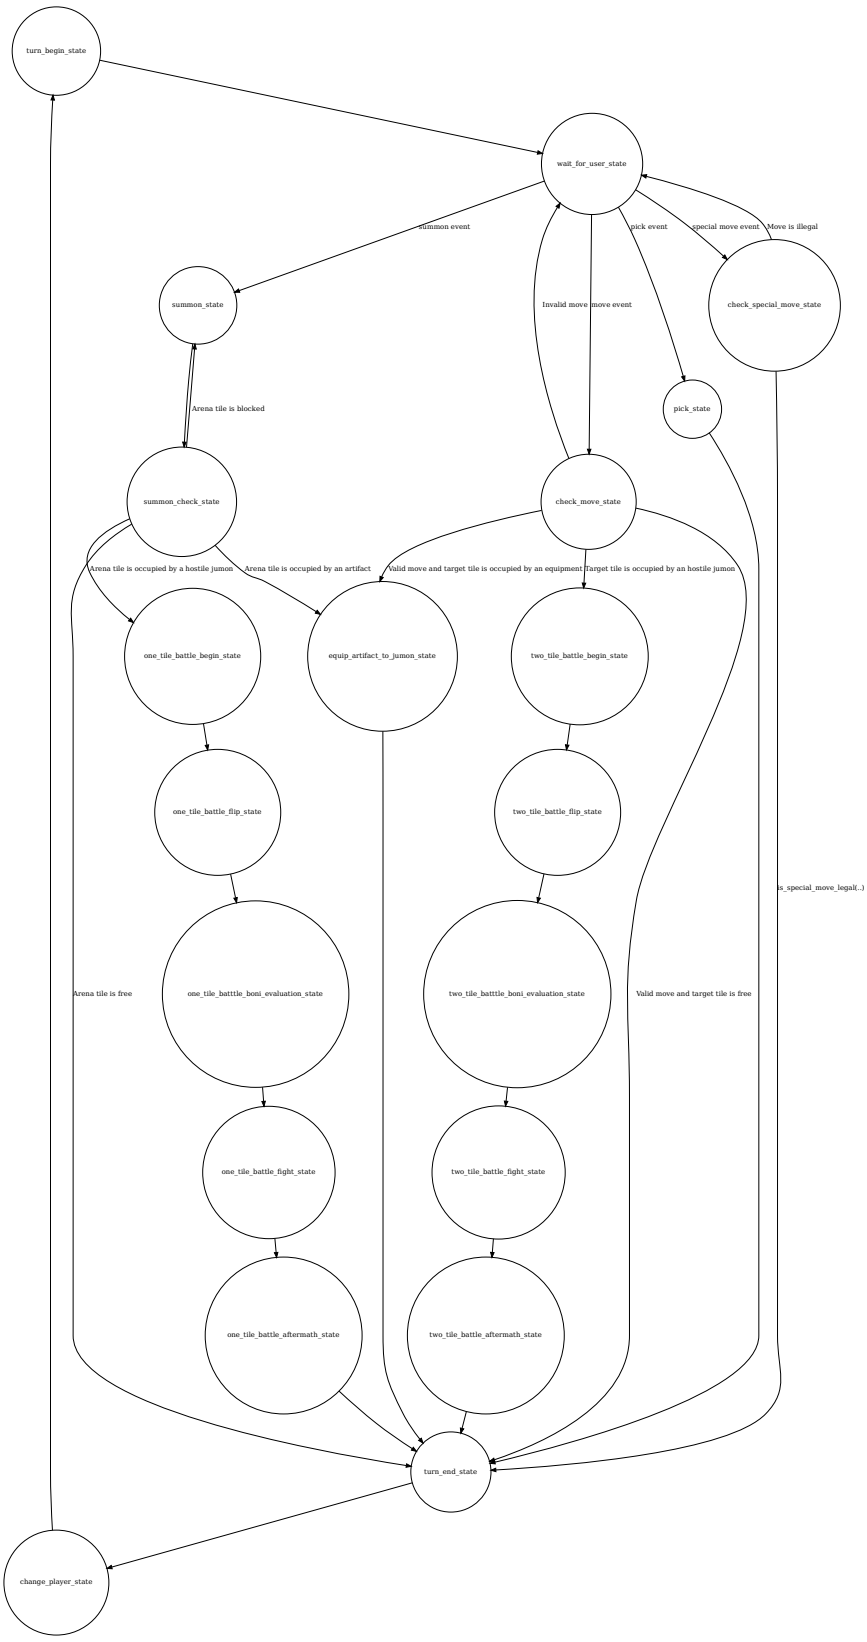 turn_begin_state
wait_for_user_state
summon event
pick event
special move event
Move is illegal
summon_state
Invalid move
move event
check_special_move_state
Arena tile is blocked
pick_state
summon_check_state
check_move_state
Arena tile is occupied by a hostile jumon
Arena tile is occupied by an artifact
Valid move and target tile is occupied by an equipment
Target tile is occupied by an hostile jumon
one_tile_battle_begin_state
equip_artifact_to_jumon_state
two_tile_battle_begin_state
one_tile_battle_flip_state
two_tile_battle_flip_state
is_special_move_legal(..)
Arena tile is free
one_tile_batttle_boni_evaluation_state
two_tile_batttle_boni_evaluation_state
Valid move and target tile is free
one_tile_battle_fight_state
two_tile_battle_fight_state
one_tile_battle_aftermath_state
two_tile_battle_aftermath_state
turn_end_state
change_player_state